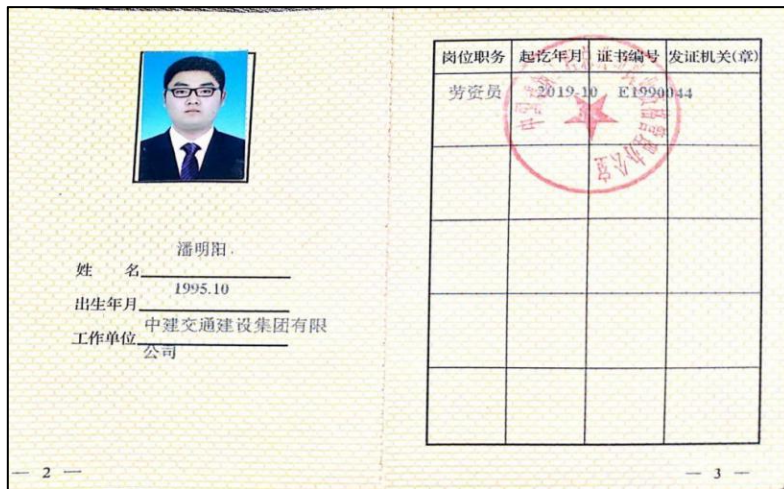 潘明阳
姓 名
1995.10
出生年月
中建交通建设集团有限
工作单位
公司
— 2 —
岗位职务 起讫年月 证书编号 发证机关(章)
劳资员 2019-10 E1990044
— 3 —